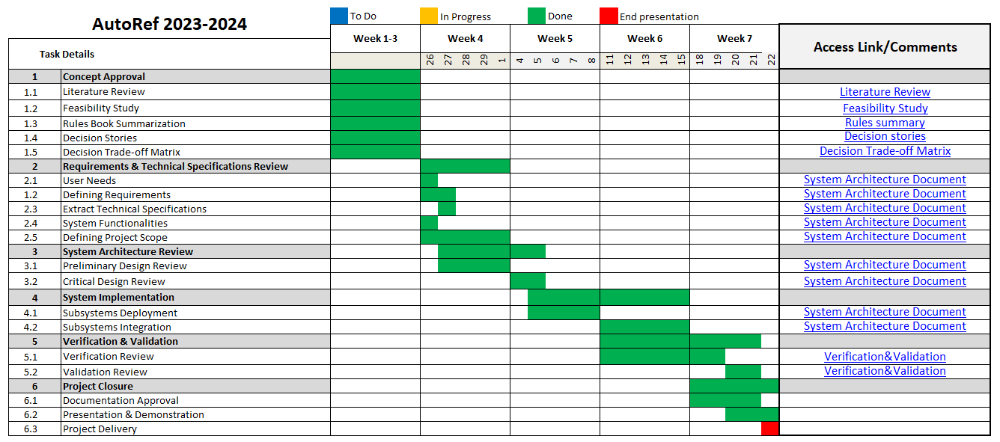 AutoRef 2023-2024
To Do
In Progress
Done
End presentation
Task Details
Week 1-3
Week 4
Week 5
Week 6
Week 7
Access Link/Comments
26 27 28 29 1 4 5 6 7 8 11 12 13 14 15 18 19 20 21 22
1 Concept Approval
1.1 Literature Review Literature Review
1.2 Feasibility Study Feasibility Study
1.3 Rules Book Summarization Rules summary
1.4 Decision Stories Decision stories
1.5 Decision Trade-off Matrix Decision Trade-off Matrix
2 Requirements & Technical Specifications Review
2.1 User Needs System Architecture Document
1.2 Defining Requirements System Architecture Document
2.3 Extract Technical Specifications System Architecture Document
2.4 System Functionalities System Architecture Document
2.5 Defining Project Scope System Architecture Document
3 System Architecture Review
3.1 Preliminary Design Review System Architecture Document
3.2 Critical Design Review System Architecture Document
4 System Implementation
4.1 Subsystems Deployment System Architecture Document
4.2 Subsystems Integration System Architecture Document
5 Verification & Validation
5.1 Verification Review Verification&Validation
5.2 Validation Review Verification&Validation
6 Project Closure
6.1 Documentation Approval
6.2 Presentation & Demonstration
6.3 Project Delivery